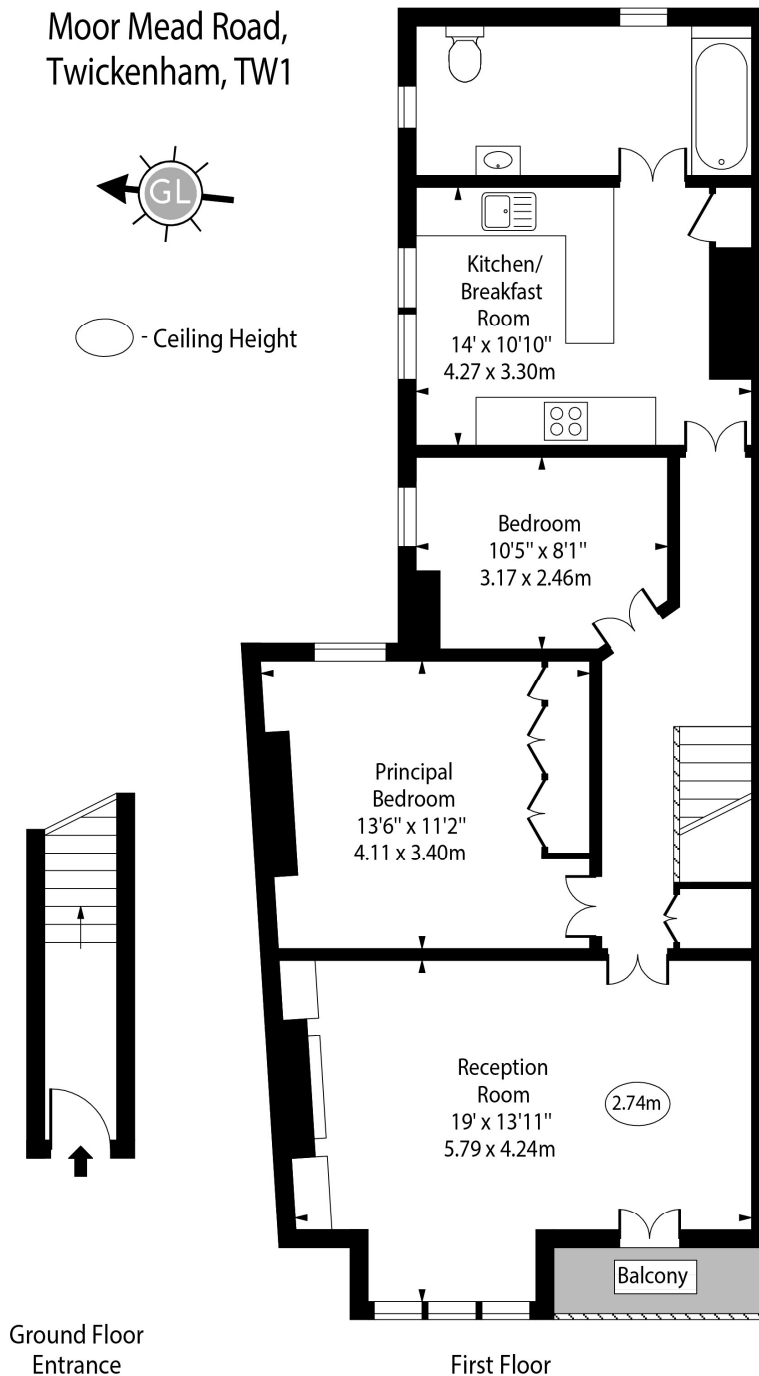 Moor Mead Road,
Twickenham, TW1
GL
- Ceiling Height
Kitchen/
Breakfast
Room
14' x 10'10"
4.27 x 3.30m
Bedroom
10'5" x 8'1"
3.17 x 2.46m
Principal
Bedroom
13'6" x 11'2"
4.11 x 3.40m
Reception
Room
19' x 13'11"
5.79 x 4.24m
2.74m
Balcony
Ground Floor
Entrance
First Floor